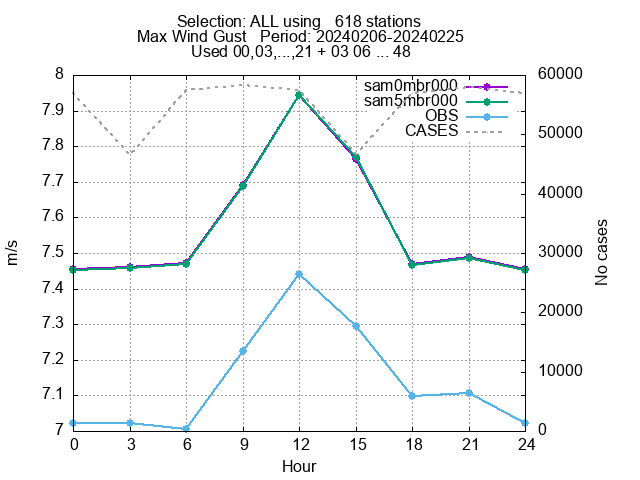 Selection: ALL using   618 stations
Max Wind Gust   Period: 20240206-20240225
Used 00,03,...,21 + 03 06 ... 48
sam0mbr000
sam5mbr000
OBS
CASES
8
7.9
7.8
7.7
7.6
7.5
7.4
7.3
7.2
7.1
7
m/s
60000
50000
40000
30000
20000
10000
0
No cases
0 3 6 9 12 15 18 21 24
Hour